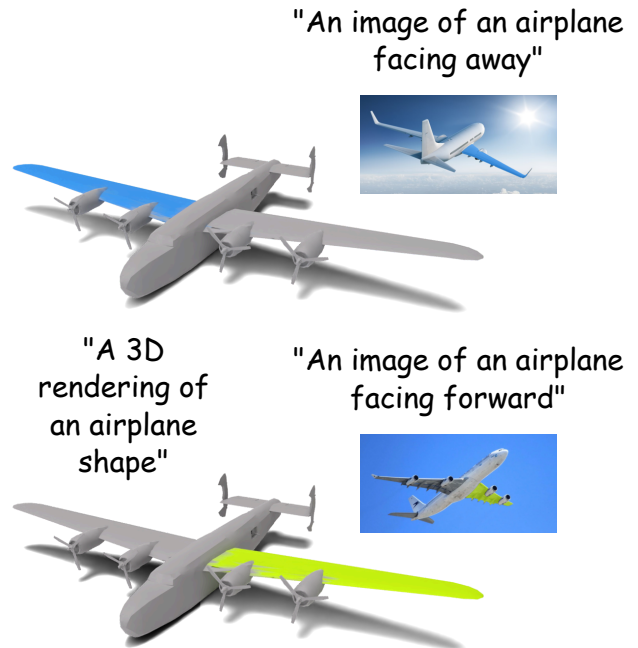 "An image of an airplane
facing away"
"A 3D
rendering of
an airplane
shape"
"An image of an airplane
facing forward"